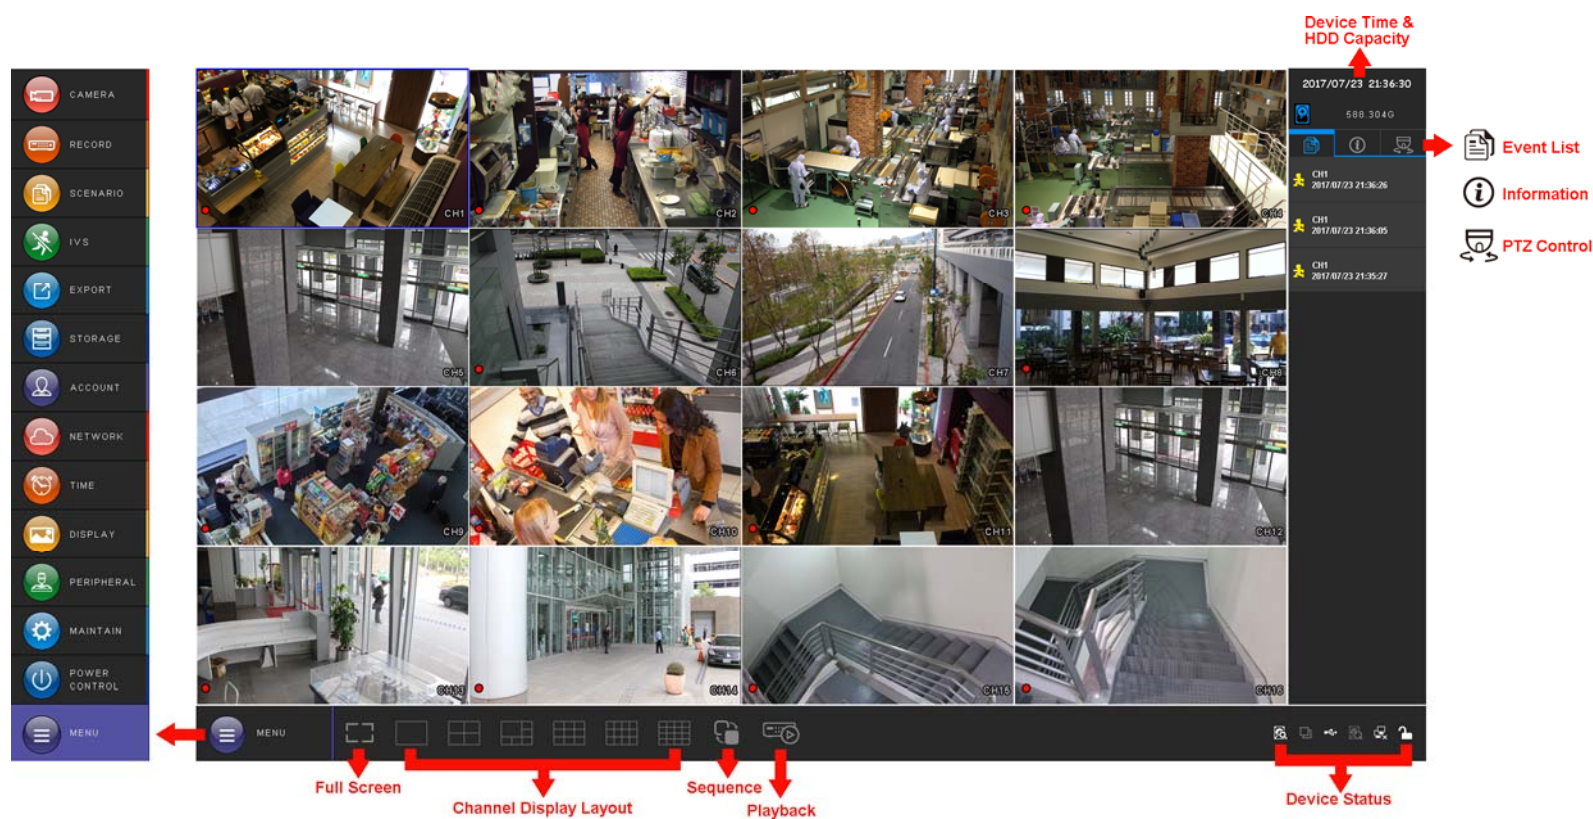 Device Time &
HDD Capacity
CAMERA
RECORD
SCENARIO
IVS
EXPORT
STORAGE
ACCOUNT
NETWORK
TIME
DISPLAY
PERIPHERAL
MAINTAIN
POWER
CONTROL
MENU
CH1
CH2
CH3
CH4
CH5
CH6
CH7
CH8
CH9
CH10
CH11
CH12
CH13
CH14
CH15
CH16
2017/07/23 21:36:30
588.304G
CH1
2017/07/23 21:36:26
CH1
2017/07/23 21:36:05
CH1
2017/07/23 21:35:27
Event List
Information
PTZ Control
MENU
Full Screen
Channel Display Layout
Sequence
Playback
Device Status